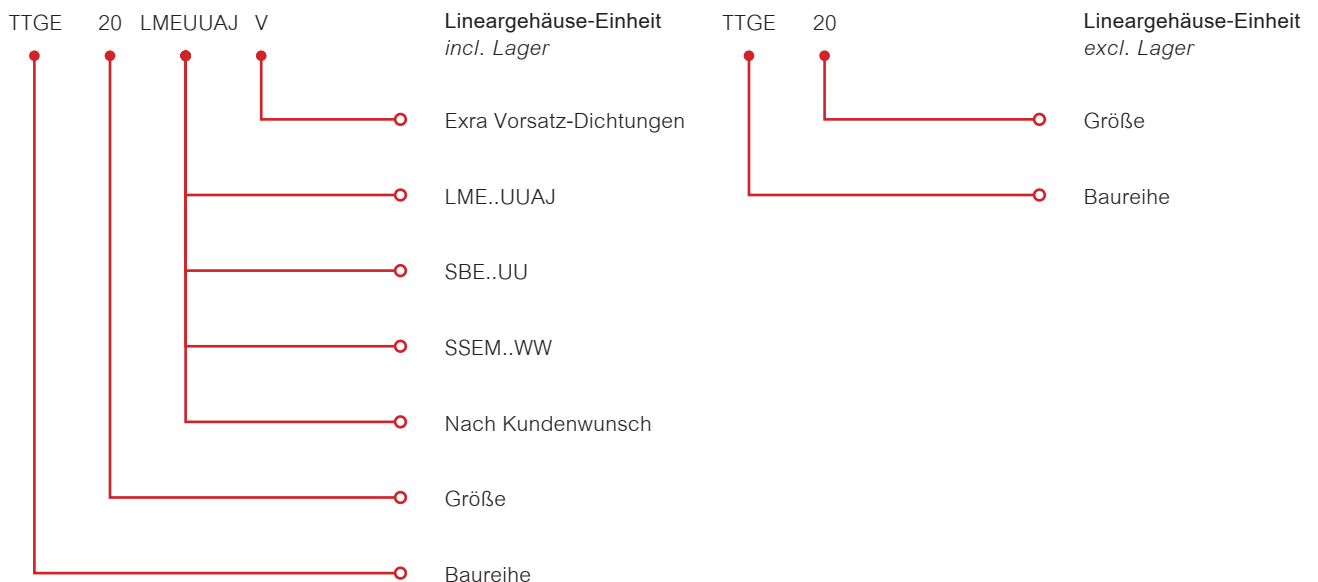 TTGE 20 LMEUUAJ V
Lineargehäuse-Einheit
incl. Lager
Exra Vorsatz-Dichtungen
LME..UUAJ
SBE..UU
SSEM..WW
Nach Kundenwunsch
Größe
Baureihe
TTGE 20
Lineargehäuse-Einheit
excl. Lager
Größe
Baureihe